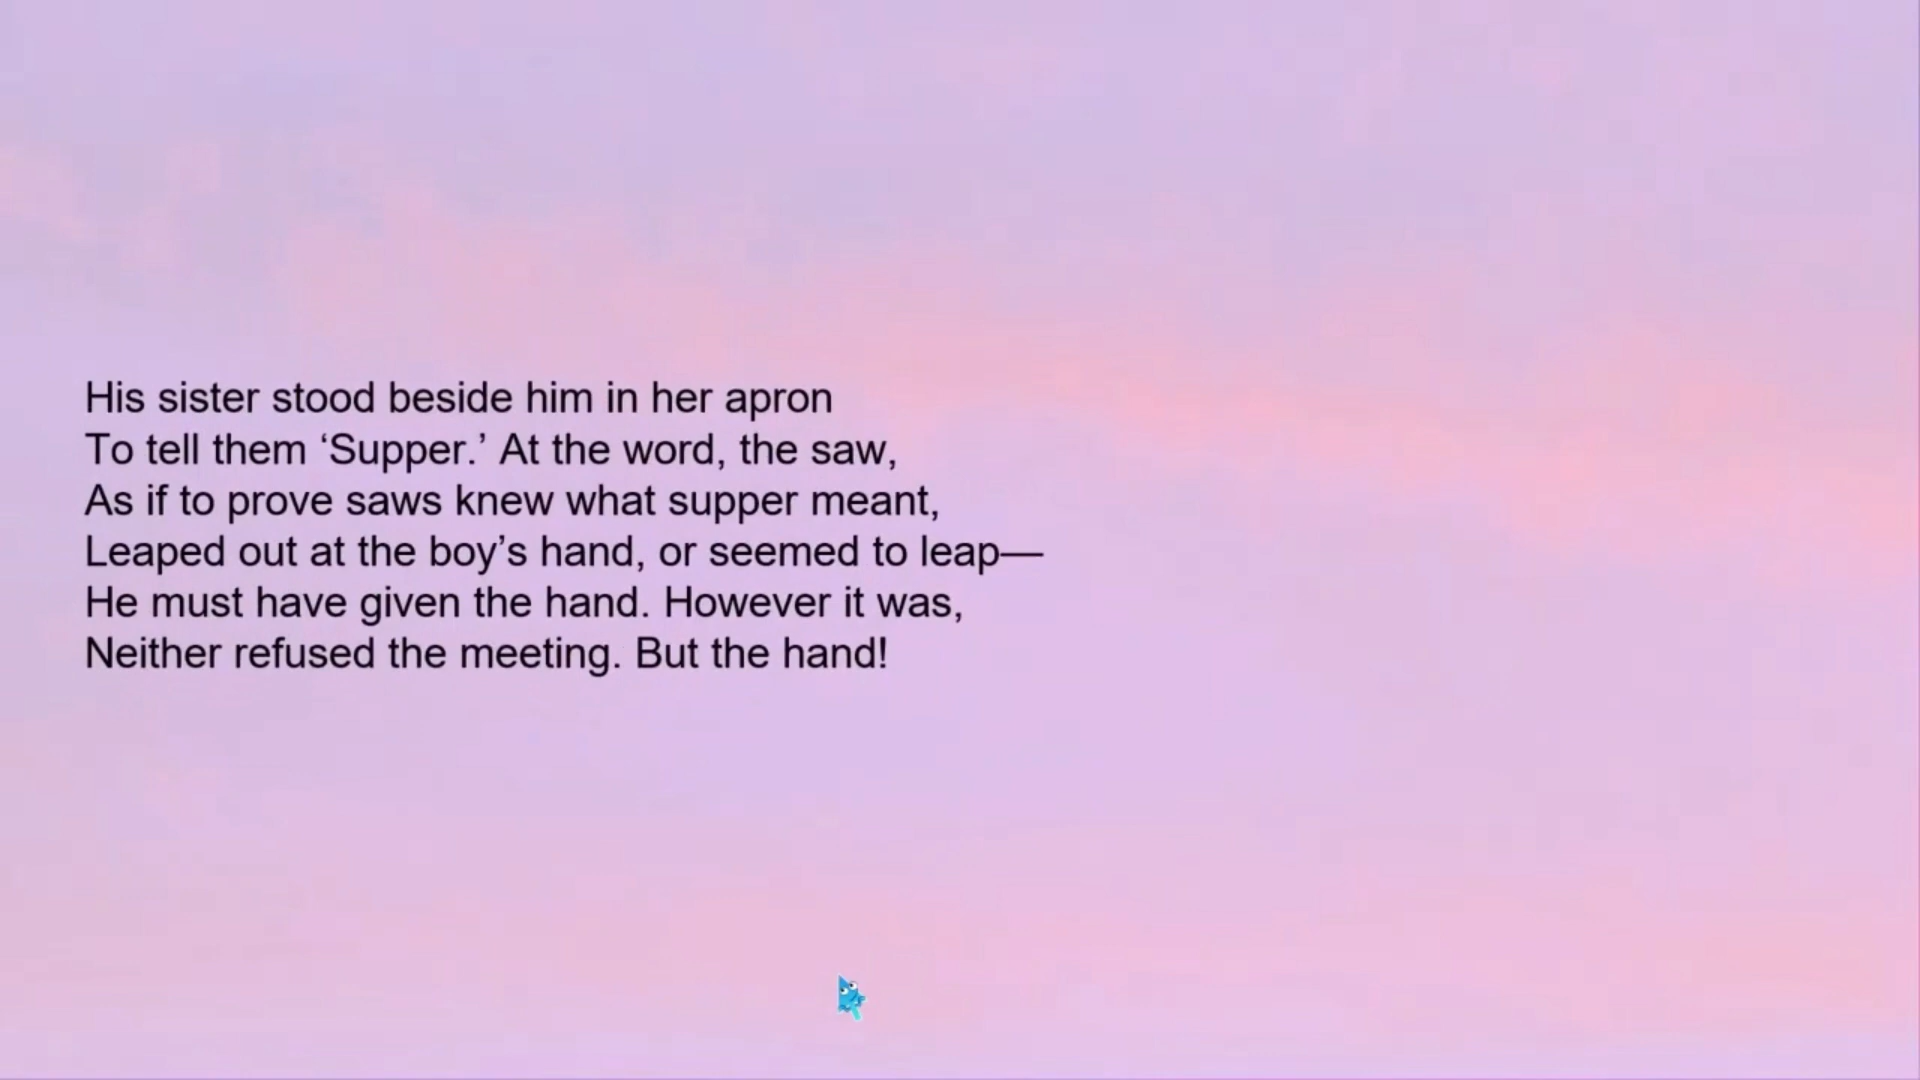 His sister stood beside him in her apron
To tell them ‘Supper.’ At the word, the saw,
As if to prove saws knew what supper meant,
Leaped out at the boy’s hand, or seemed to leap—
He must have given the hand. However it was,
Neither refused the meeting. But the hand!